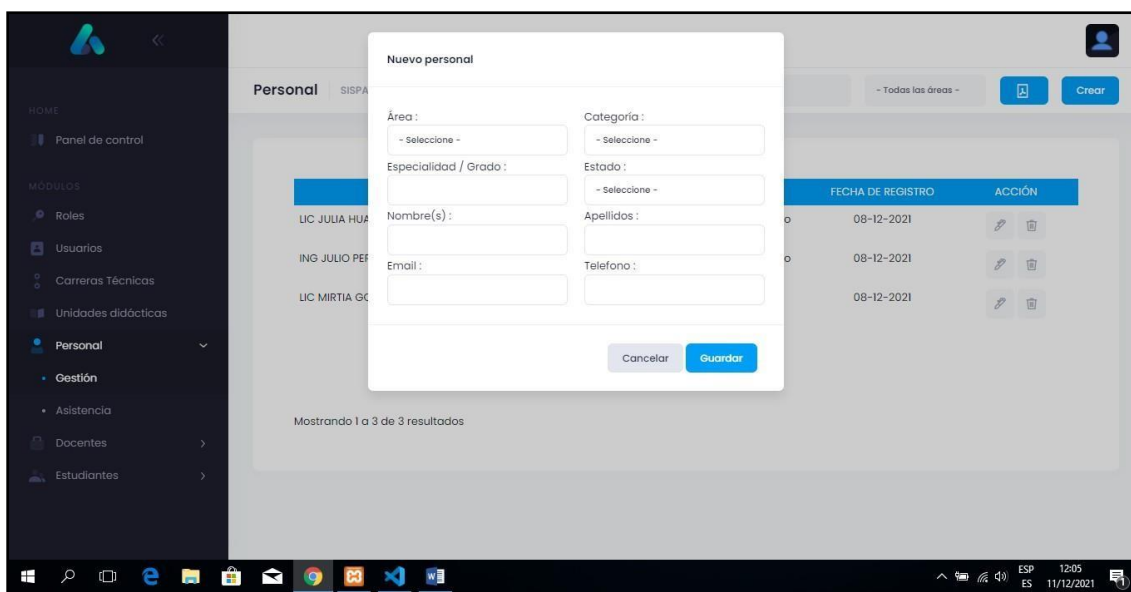 Nuevo personal
Personal SISPA
- Todas las áreas -
Crear
HOME
Panel de control
MÓDULOS
Roles
Usuarios
Carreras Técnicas
Unidades didácticas
Personal
Gestión
Asistencia
Docentes
Estudiantes
Área : Categoría :
- Seleccione - - Seleccione -
Especialidad / Grado : Estado :
- Seleccione -
Nombre(s) : Apellidos :
Email : Telefono :
Cancelar Guardar
FECHA DE REGISTRO ACCIÓN
LIC JULIA HUA o 08-12-2021
ING JULIO PER o 08-12-2021
LIC MIRTIA GO 08-12-2021
Mostrando 1 a 3 de 3 resultados
ESP 12:05
ES 11/12/2021